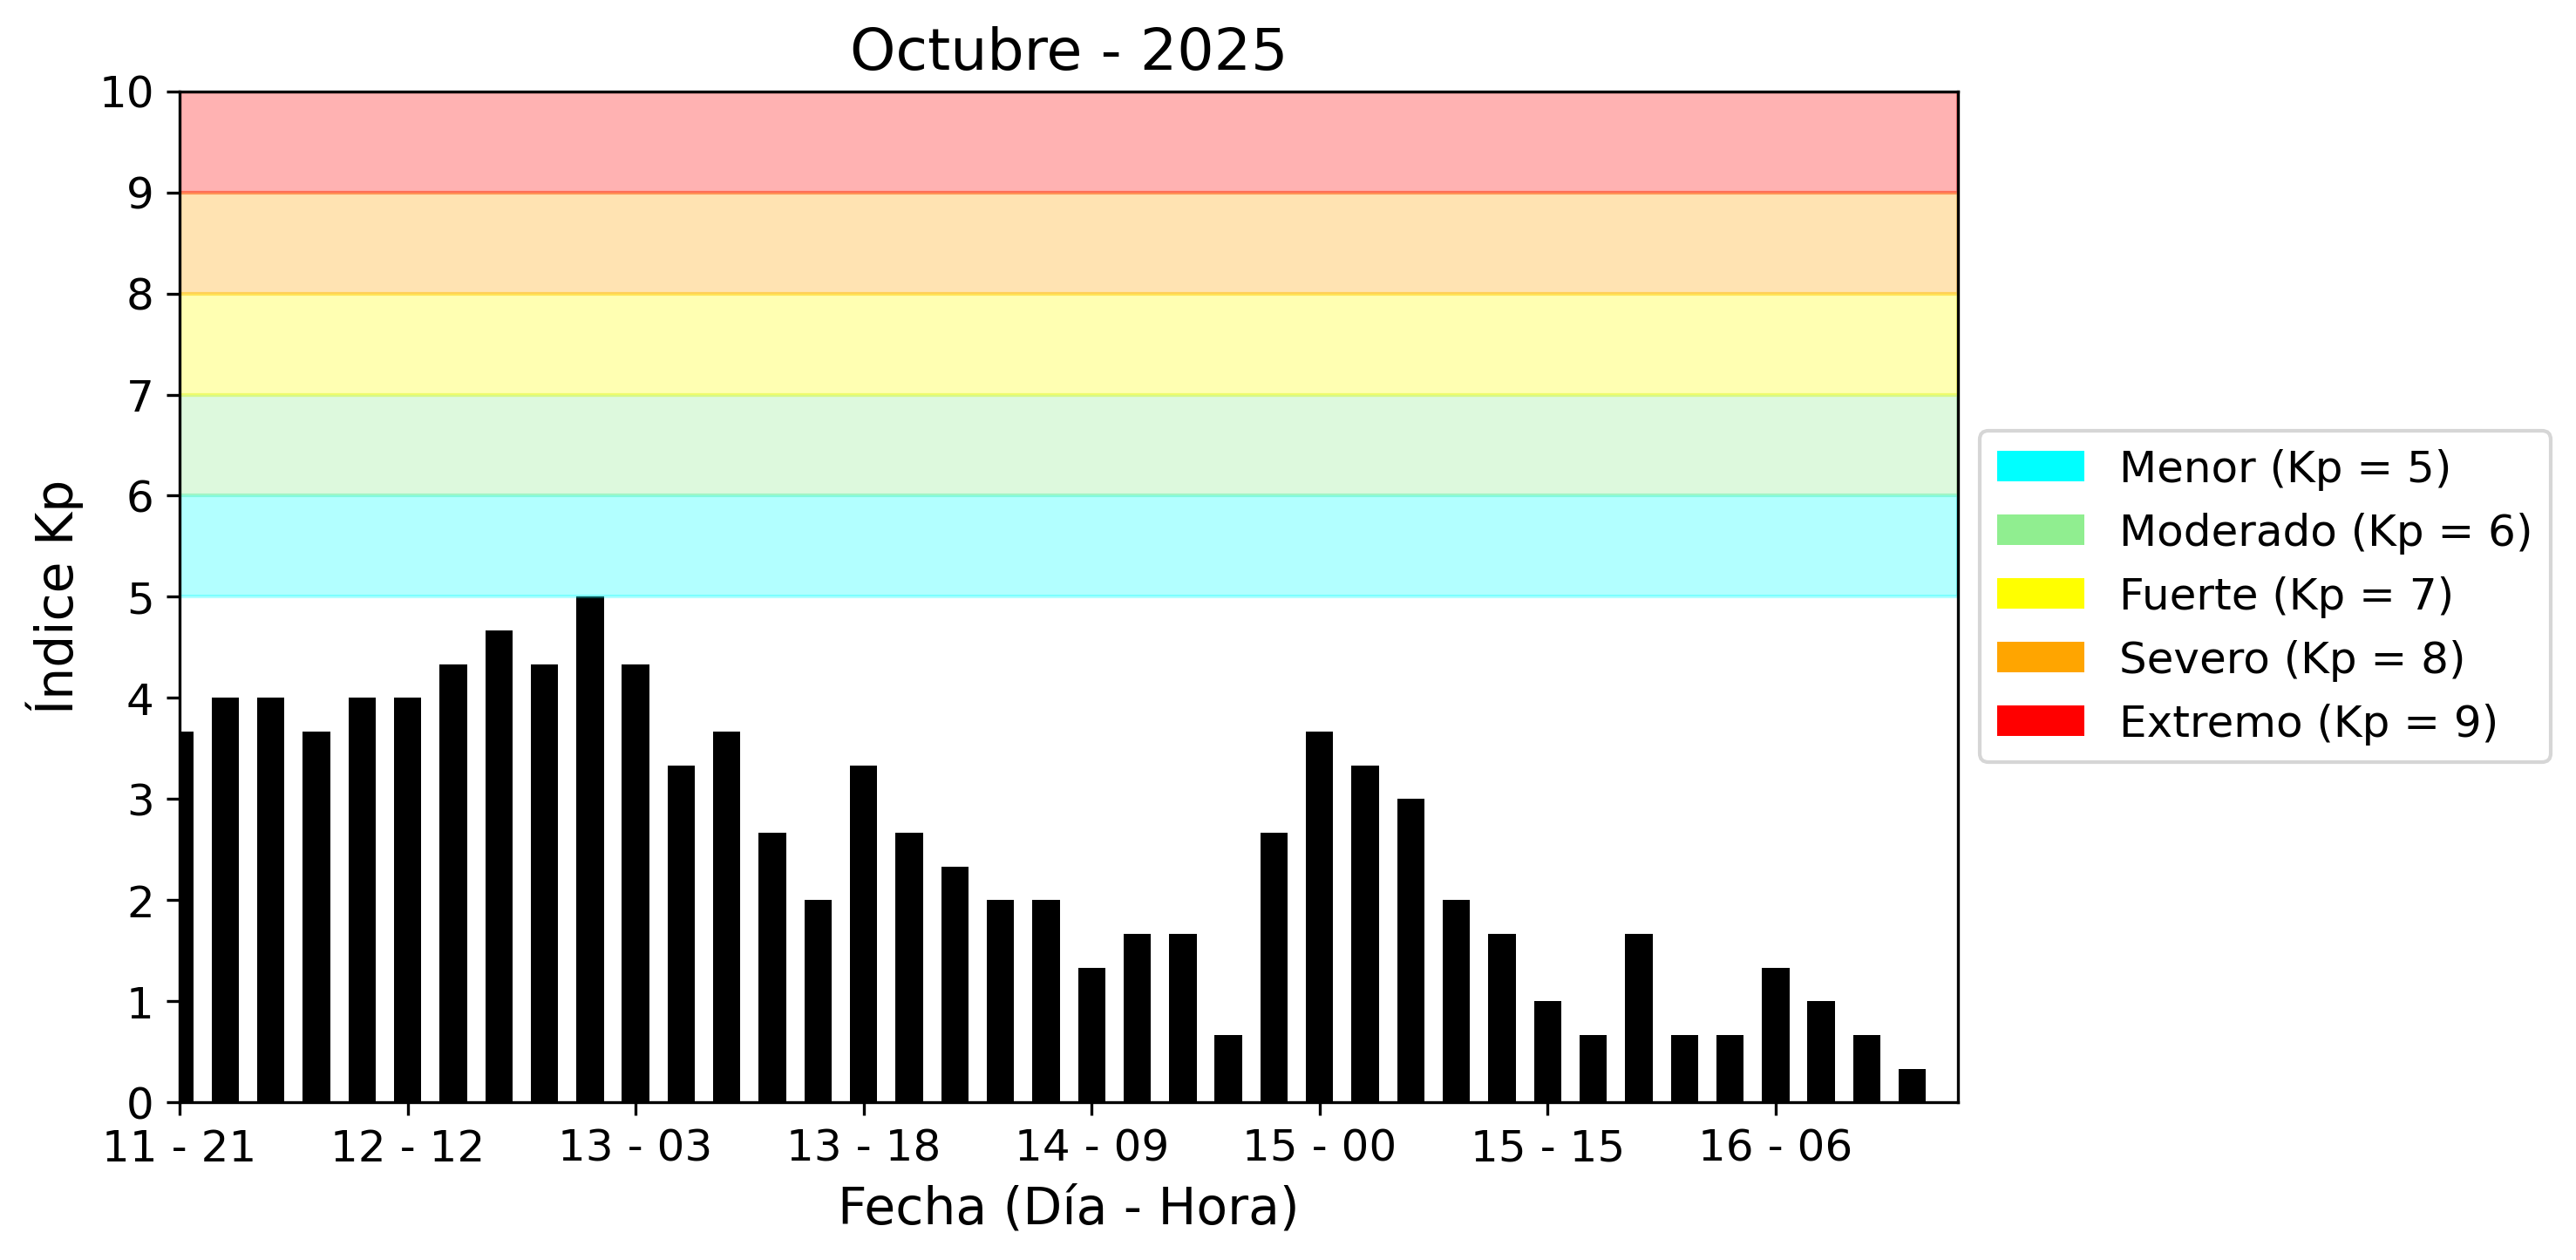 Octubre - 2025
10
9
8
7
6
5
4
3
2
1
0
Índice Kp
11 - 21
12 - 12
13 - 03
13 - 18
14 - 09
15 - 00
15 - 15
16 - 06
Fecha (Día - Hora)
Menor (Kp = 5)
Moderado (Kp = 6)
Fuerte (Kp = 7)
Severo (Kp = 8)
Extremo (Kp = 9)